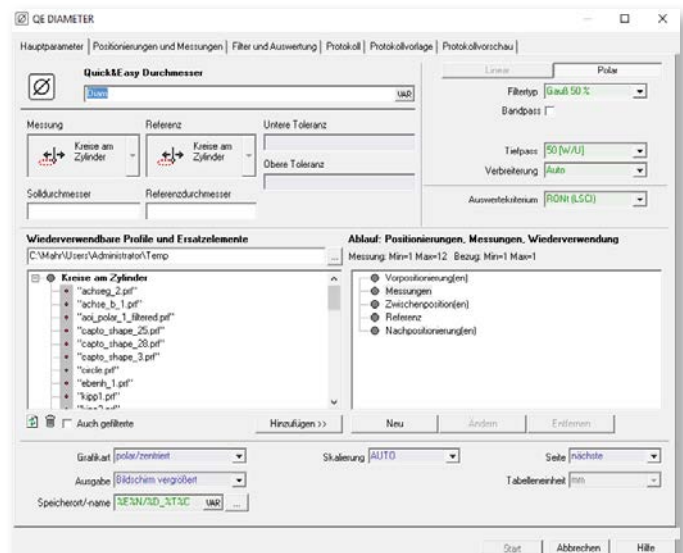 QE DIAMETER
Hauptparameter | Positionierungen und Messungen | Filter und Auswertung | Protokoll | Protokollvorlage | Protokollvorschau
Quick&Easy Durchmesser
Diam
VAR
Linear Polar
Filtertyp Gauß 50 %
Bandpass
Tiefpass 50 [W/U]
Verbreiterung Auto
Auswertekriterium RONt (LSCI)
Messung Referenz Untere Toleranz
Kreise am Zylinder
Kreise am Zylinder
Obere Toleranz
Solldurchmesser Referenzdurchmesser
Wiederverwendbare Profile und Ersatzelemente
C:\Mahr\Users\Administrator\Temp ...
Kreise am Zylinder
"achseg_2.prf"
"achse_b_1.prf"
"aoi_polar_1_filtered.prf"
"capto_shape_25.prf"
"capto_shape_28.prf"
"capto_shape_3.prf"
"circle.prf"
"ebenh_1.prf"
"kipp1.prf"
"kipp2.prf"
Auch gefilterte
Hinzufügen >>
Ablauf: Positionierungen, Messungen, Wiederverwendung
Messung: Min=1 Max=12 Bezug: Min=1 Max=1
Vorpositionierung(en)
Messungen
Zwischenposition(en)
Referenz
Nachpositionierung(en)
Neu Ändern Entfernen
Grafikart polar/zentriert
Skalierung AUTO
Seite nächste
Ausgabe Bildschirm vergrößert
Tabelleneinheit mm
Speicherort/-name %E%N/%D_%T%C VAR ...
Start Abbrechen Hilfe